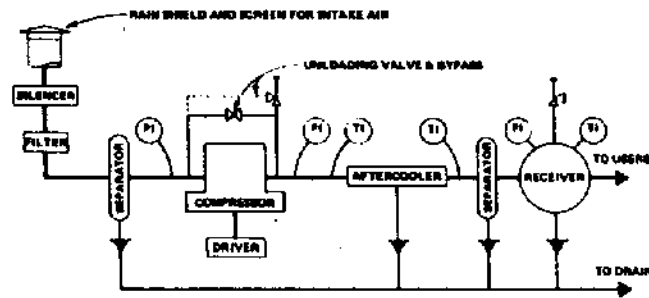 RAIN SHIELD AND SCREEN FOR INTAKE AIR
UNLOADING VALVE & BYPASS
SILENCER
FILTER
PI
PI
TI
TI
PI
TI
SEPARATOR
COMPRESSOR
AFTERCOOLER
SEPARATOR
RECEIVER
TO USERS
DRIVER
TO DRAIN